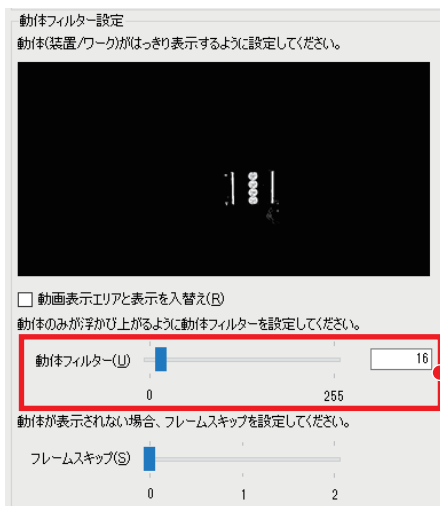 動体フィルター設定
動体(装置/ワーク)がはっきり表示するように設定してください。
動画表示エリアと表示を入替え(R)
動体のみが浮かび上がるように動体フィルターを設定してください。
動体フィルター(U)
16
0 255
動体が表示されない場合、フレームスキップを設定してください。
フレームスキップ(S)
0 1 2